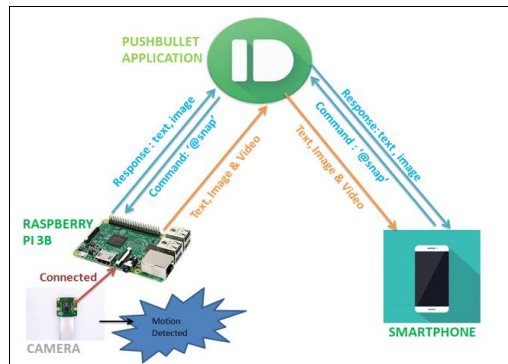 PUSHBULLET
APPLICATION
Response : text, image
Command: ‘@snap’
Text, Image & Video
Text, Image & Video
Command : ‘@snap’
Response: text, image
RASPBERRY
PI 3B
Connected
CAMERA
Motion
Detected
SMARTPHONE